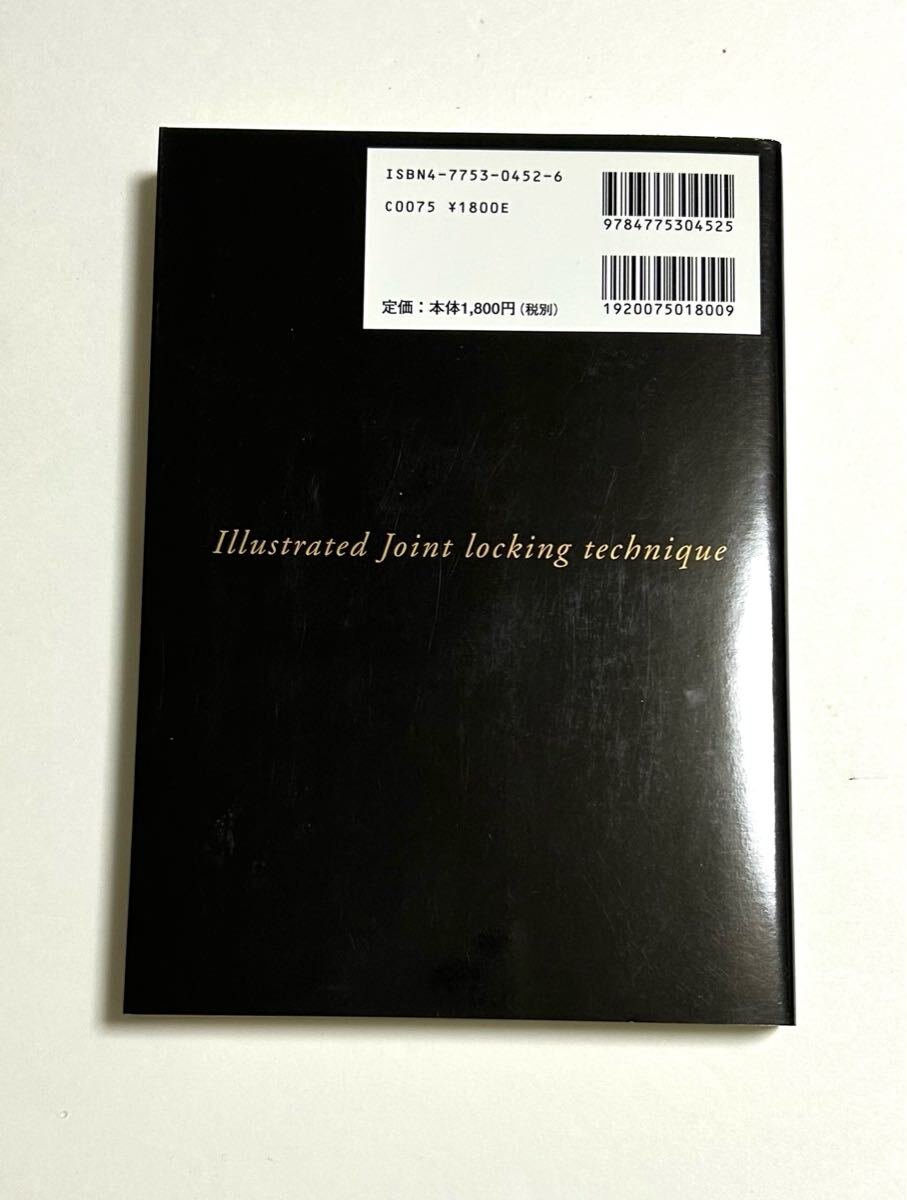 ISBN4-7753-0452-6
C0075 ¥1800E
定価：本体1,800円(税別)
9784775304525
1920075018009
Illustrated Joint locking technique